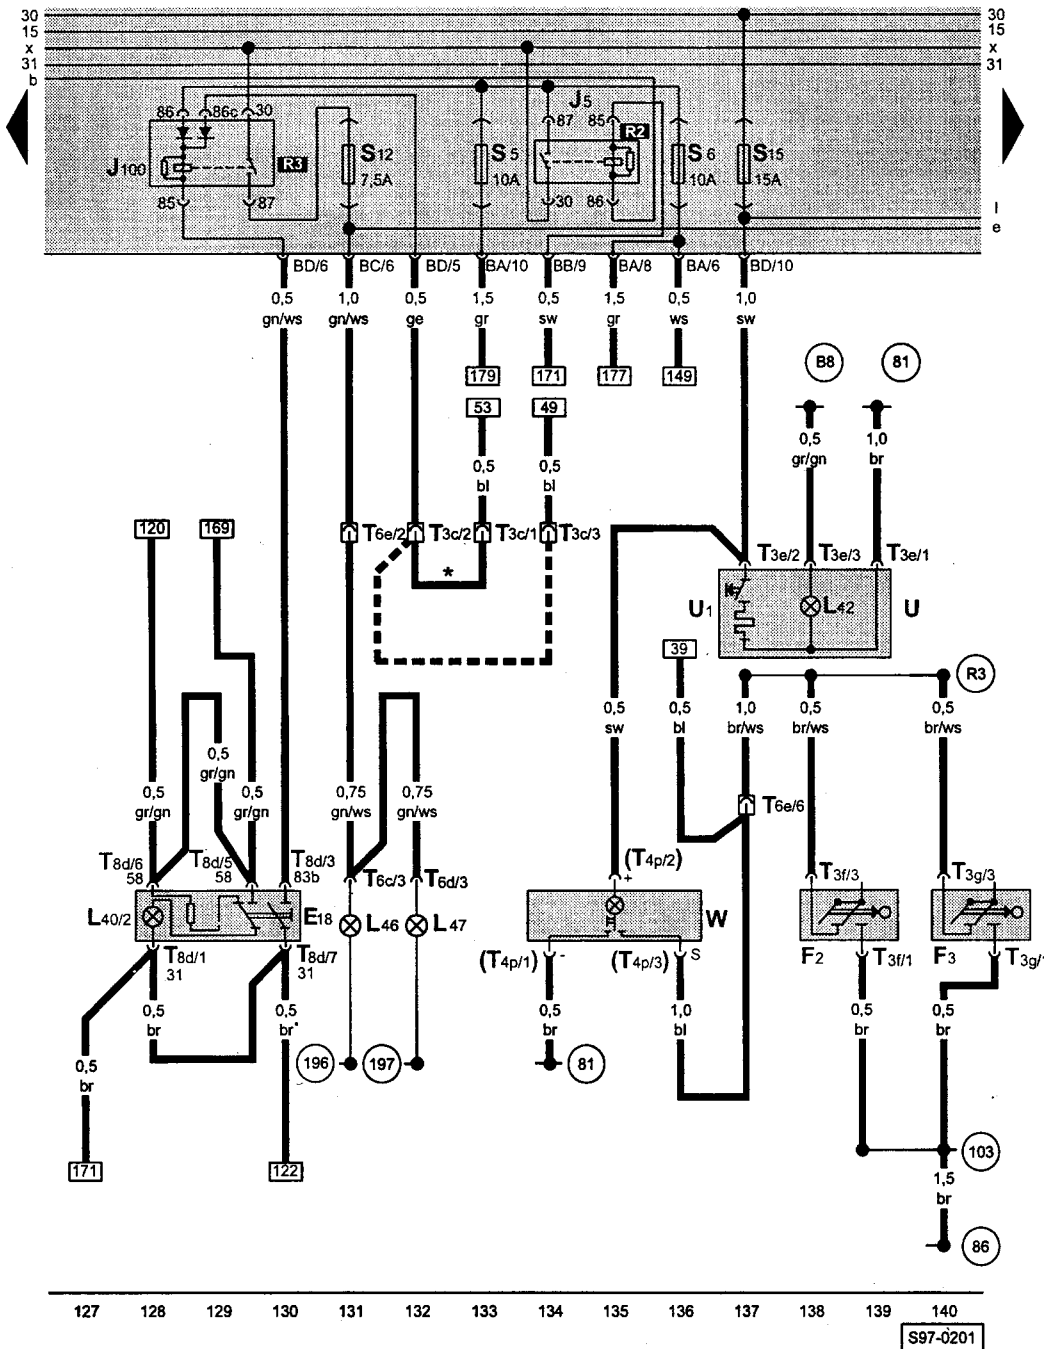 30 30
15 15
x x
31 31
b
J5
86 86c 30 87 85
R2
J100 R3 S12 S5 S6 S15
7,5A 10A 10A 15A
85 87 30 86
l
e
BD/6 BC/6 BD/5 BA/10 BB/9 BA/8 BA/6 BD/10
0,5 1,0 0,5 1,5 0,5 1,5 0,5 1,0
gn/ws gn/ws ge gr sw gr ws sw
B8 81
179 171 177 149
53 49
0,5 1,0
gr/gn br
0,5 0,5
bl bl
120 169
T6e/2 T3c/2 T3c/1 T3c/3
T3e/2 T3e/3 T3e/1
*
U1 L42 U
39
R3
0,5 0,5 1,0 0,5 0,5
sw bl br/ws br/ws br/ws
0,5
gr/gn
0,5 0,5 0,75 0,75
gr/gn gr/gn gn/ws gn/ws
T6e/6
T8d/6 T8d/5 T8d/3 (T4p/2)
58 58 83b
T6c/3 T6d/3 + T3f/3 T3g/3
L40/2 E18 L46 L47 W
F2 F3
T8d/1 T8d/7 (T4p/1) - (T4p/3) S T3f/1 T3g/1
31 31
0,5 0,5 0,5 1,0 0,5 0,5
br br br bl br br
0,5
br
196 197 81
103
171 122
1,5
br
86
127 128 129 130 131 132 133 134 135 136 137 138 139 140
S97-0201